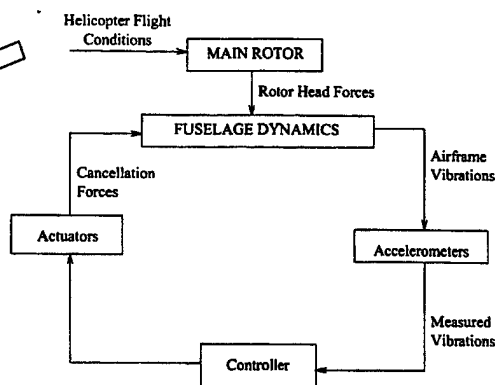 Helicopter Flight
Conditions
MAIN ROTOR
Rotor Head Forces
FUSELAGE DYNAMICS
Cancellation
Forces
Airframe
Vibrations
Actuators
Accelerometers
Measured
Vibrations
Controller